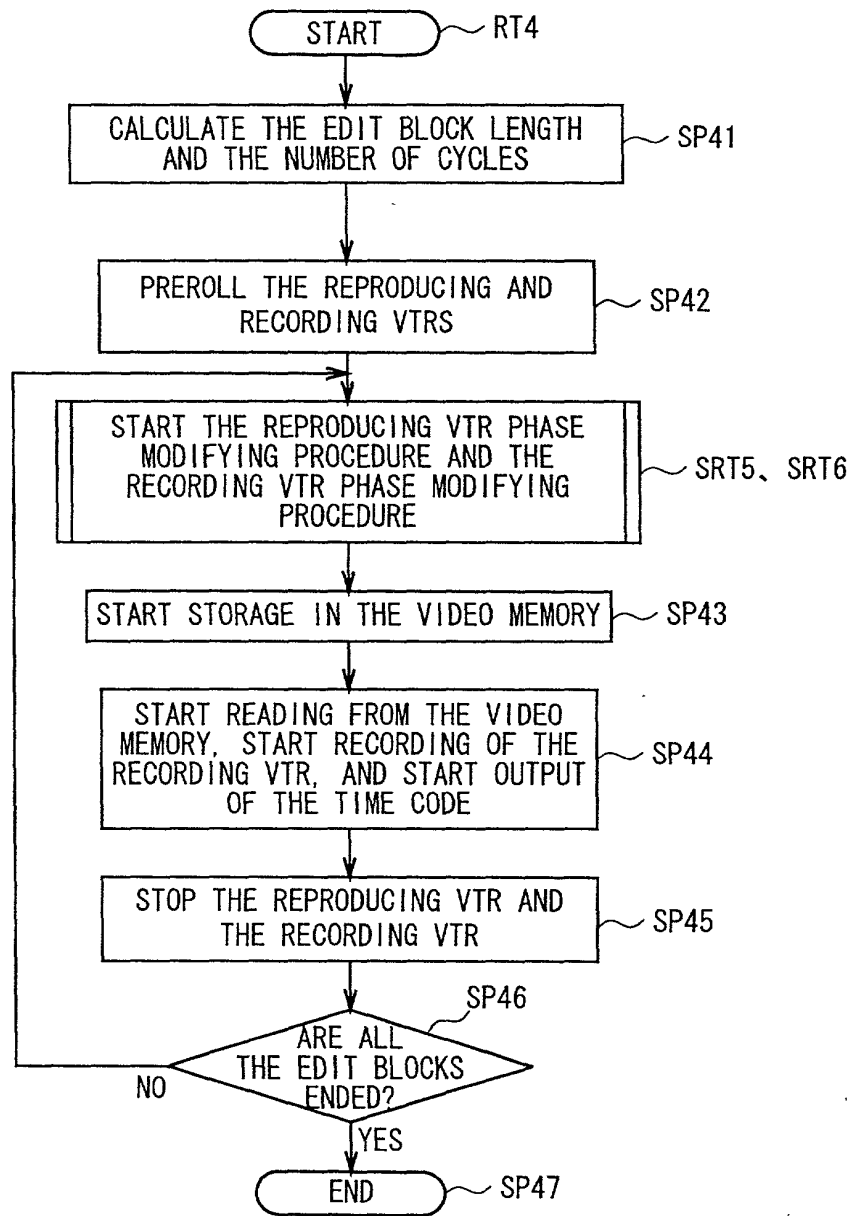 START
RT4
CALCULATE THE EDIT BLOCK LENGTH
AND THE NUMBER OF CYCLES
SP41
PREROLL THE REPRODUCING AND
RECORDING VTRS
SP42
START THE REPRODUCING VTR PHASE
MODIFYING PROCEDURE AND THE
RECORDING VTR PHASE MODIFYING
PROCEDURE
SRT5、SRT6
START STORAGE IN THE VIDEO MEMORY
SP43
START READING FROM THE VIDEO
MEMORY, START RECORDING OF THE
RECORDING VTR, AND START OUTPUT
OF THE TIME CODE
SP44
STOP THE REPRODUCING VTR AND
THE RECORDING VTR
SP45
SP46
ARE ALL
THE EDIT BLOCKS
ENDED?
NO
YES
END
SP47